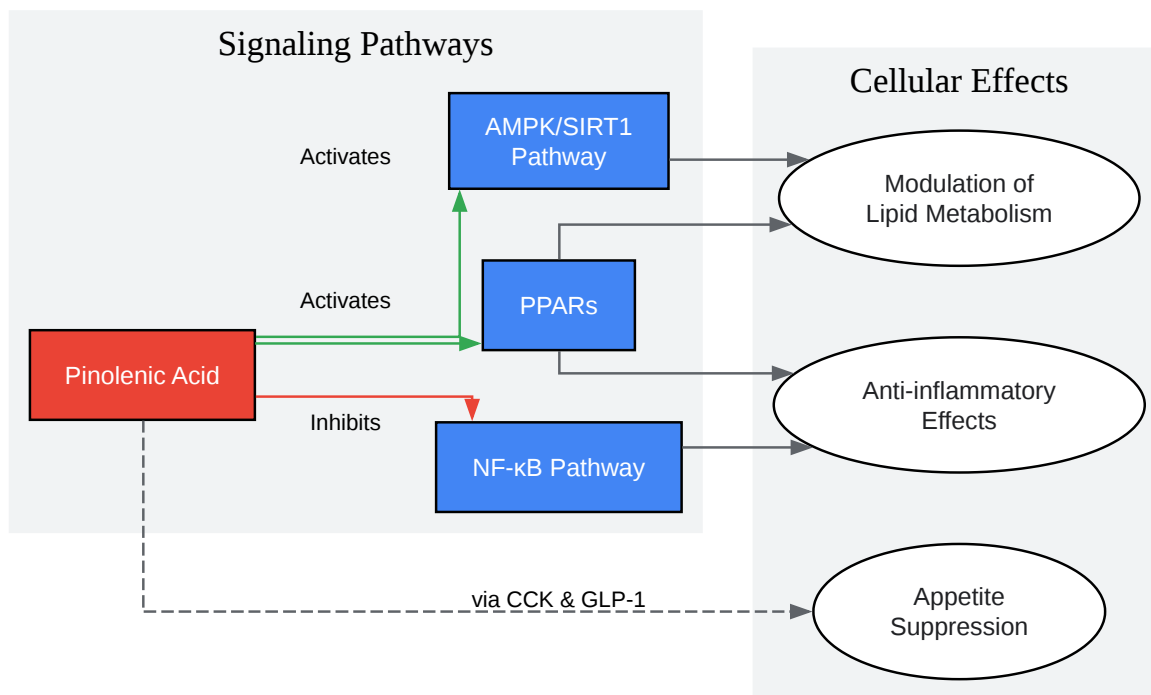 Signaling Pathways
Cellular Effects
AMPK/SIRT1
Pathway
Activates
Modulation of
Lipid Metabolism
Activates
PPARs
Pinolenic Acid
Anti-inflammatory
Effects
Inhibits
NF-κB Pathway
via CCK & GLP-1
Appetite
Suppression